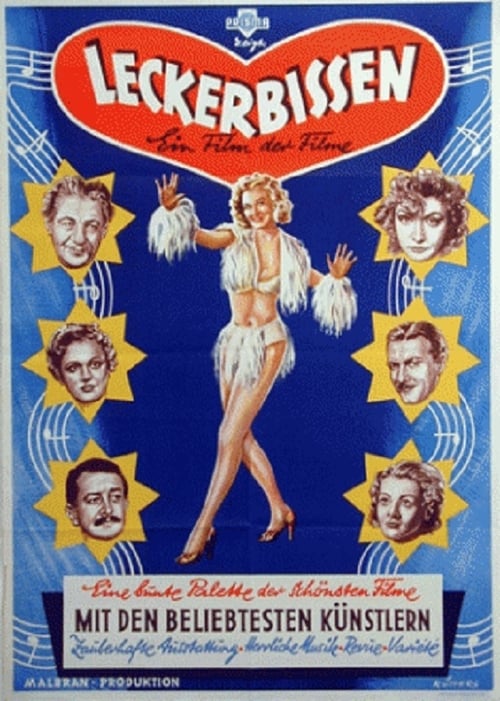 PRISMA
zeigt
LECKERBISSEN
Ein Film der Filme
Eine bunte Palette der schönsten Filme
MIT DEN BELIEBTESTEN KÜNSTLERN
Zauberhafte Ausstattung • Herrliche Musik • Revue • Varieté
MALBRAN - PRODUKTION